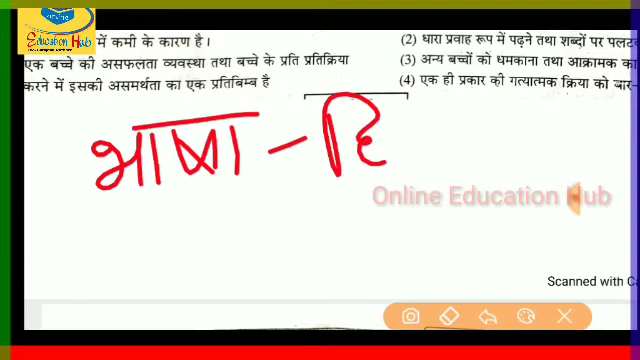 Online
Education Hub
में कमी के कारण है।
एक बच्चे की असफलता व्यवस्था तथा बच्चे के प्रति प्रतिक्रिया
करने में इसकी असमर्थता का एक प्रतिबिम्ब है
(2) धारा प्रवाह रूप में पढ़ने तथा शब्दों पर
(3) अन्य बच्चों को धमकाना तथा आक्रामक
(4) एक ही प्रकार की गत्यात्मक क्रिया को
भाषा - हि
Online Education Hub
Scanned with